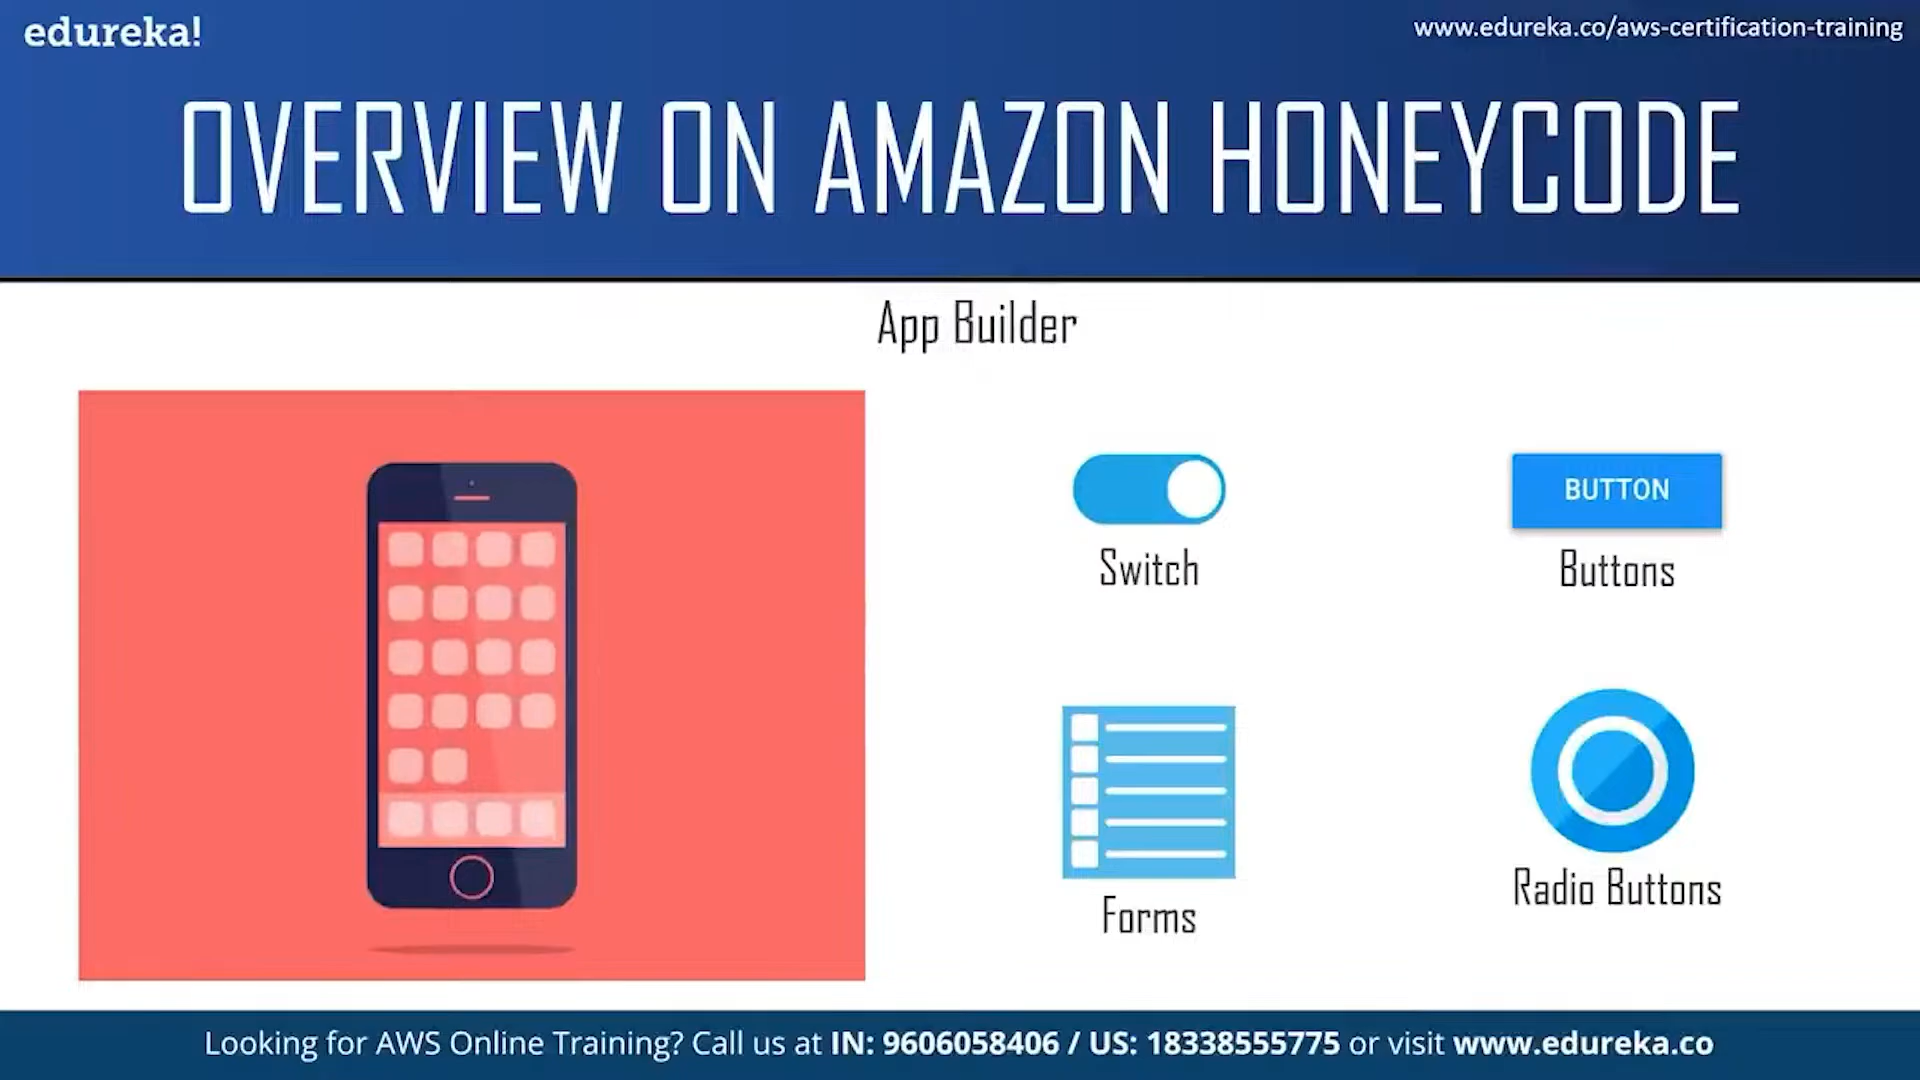 edureka!
www.edureka.co/aws-certification-training
OVERVIEW ON AMAZON HONEYCODE
App Builder
BUTTON
Switch
Buttons
Forms
Radio Buttons
Looking for AWS Online Training? Call us at IN: 9606058406 / US: 18338555775 or visit www.edureka.co